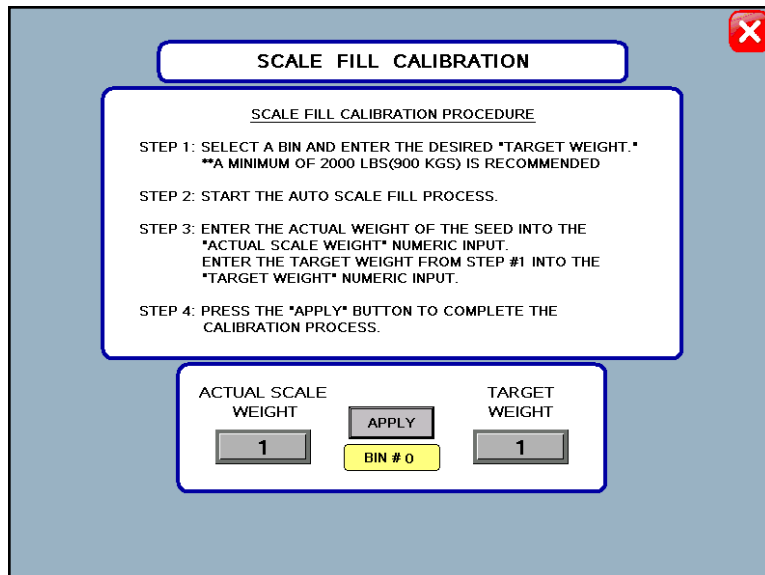 SCALE FILL CALIBRATION
SCALE FILL CALIBRATION PROCEDURE
STEP 1: SELECT A BIN AND ENTER THE DESIRED "TARGET WEIGHT."
**A MINIMUM OF 2000 LBS(900 KGS) IS RECOMMENDED
STEP 2: START THE AUTO SCALE FILL PROCESS.
STEP 3: ENTER THE ACTUAL WEIGHT OF THE SEED INTO THE
"ACTUAL SCALE WEIGHT" NUMERIC INPUT.
ENTER THE TARGET WEIGHT FROM STEP #1 INTO THE
"TARGET WEIGHT" NUMERIC INPUT.
STEP 4: PRESS THE "APPLY" BUTTON TO COMPLETE THE
CALIBRATION PROCESS.
ACTUAL SCALE
WEIGHT
1
APPLY
BIN # 0
TARGET
WEIGHT
1